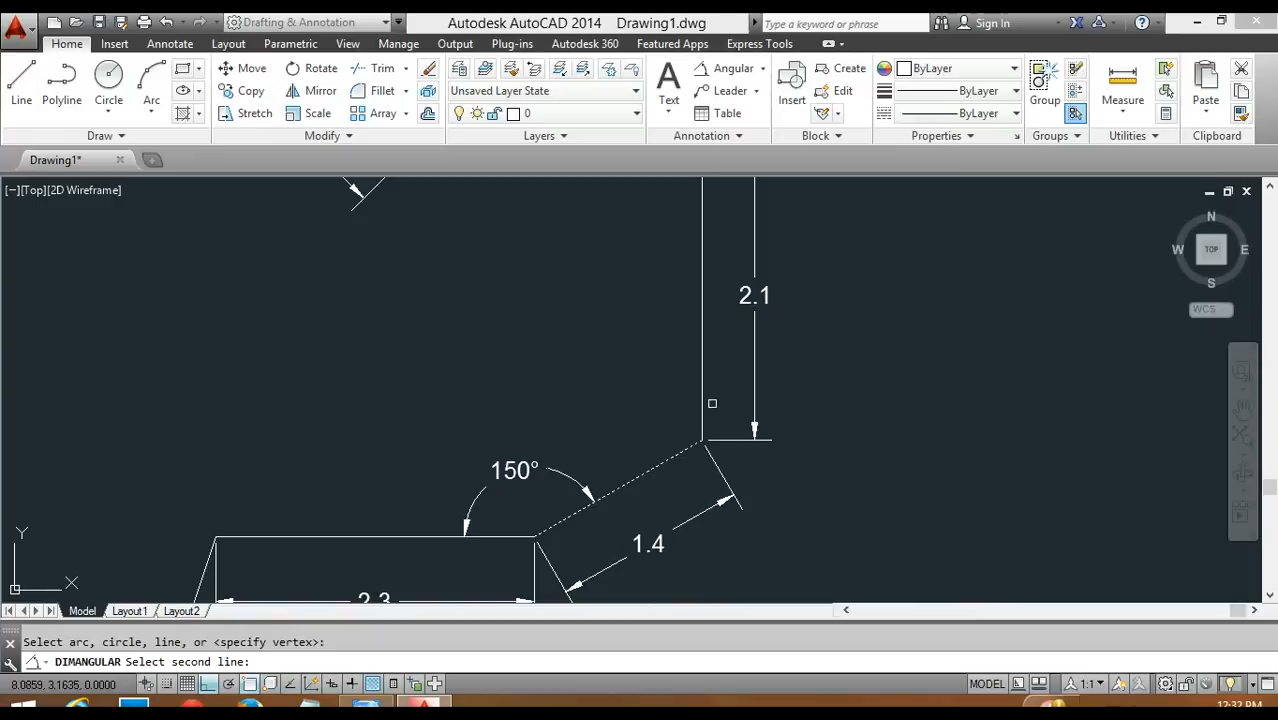 Drafting & Annotation
Autodesk AutoCAD 2014 Drawing1.dwg
Type a keyword or phrase
Sign In
Home Insert Annotate Layout Parametric View Manage Output Plug-ins Autodesk 360 Featured Apps Express Tools
Line Polyline Circle Arc
Move Rotate Trim
Copy Mirror Fillet
Stretch Scale Array
Unsaved Layer State
0
Text
Angular
Leader
Table
Insert
Create
Edit
ByLayer
ByLayer
ByLayer
Group
Measure
Paste
Draw Modify Layers Annotation Block Properties Groups Utilities Clipboard
Drawing1*
[−][Top][2D Wireframe]
N
W TOP E
S
WCS
2.1
150°
1.4
2.3
Y
X
Model Layout1 Layout2
Select arc, circle, line, or <specify vertex>:
DIMANGULAR Select second line:
8.0859, 3.1635, 0.0000
MODEL
1:1
12:32 PM